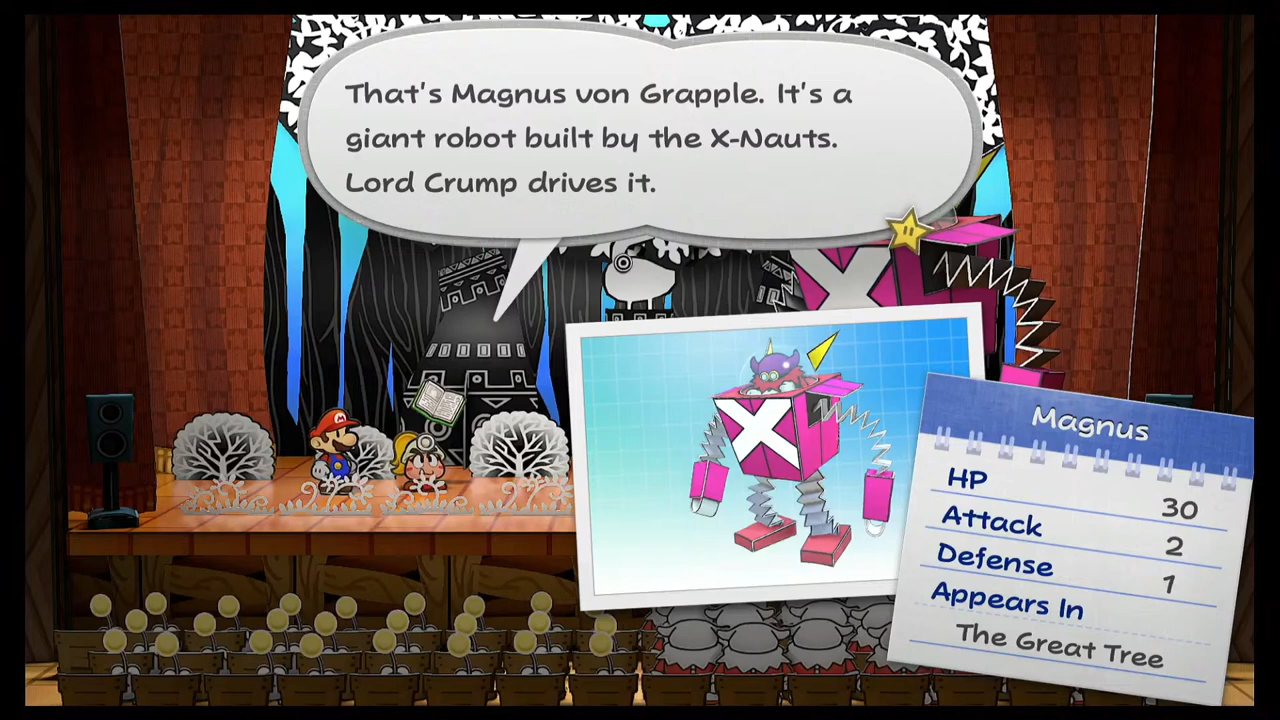 That's Magnus von Grapple. It's a
giant robot built by the X-Nauts.
Lord Crump drives it.
Magnus
HP 30
Attack 2
Defense 1
Appears In
The Great Tree
X
X
M